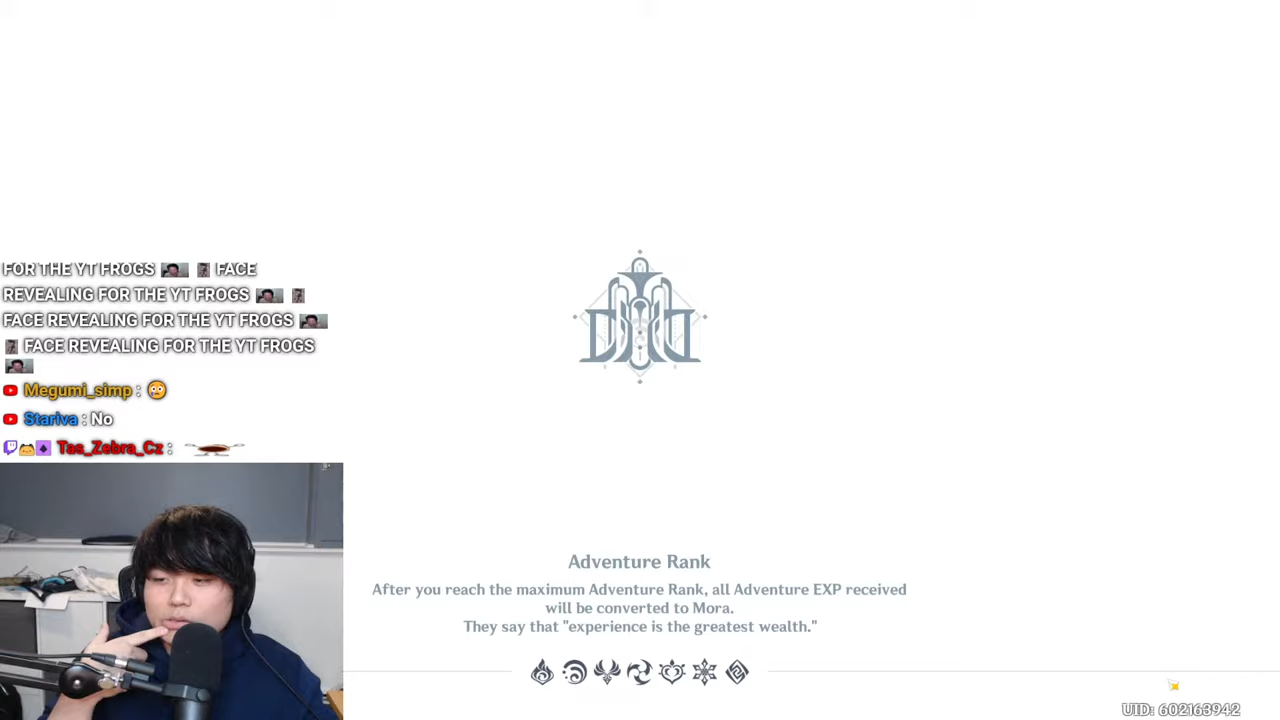 FOR THE YT FROGS FACE
REVEALING FOR THE YT FROGS
FACE REVEALING FOR THE YT FROGS
FACE REVEALING FOR THE YT FROGS
Megumi_simp :
Stariva : No
Tas_Zebra_Cz :
Adventure Rank
After you reach the maximum Adventure Rank, all Adventure EXP received
will be converted to Mora.
They say that "experience is the greatest wealth."
UID: 602163942